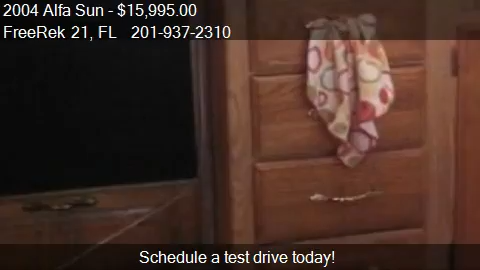 2004 Alfa Sun - $15,995.00
FreeRek 21, FL 201-937-2310
Schedule a test drive today!